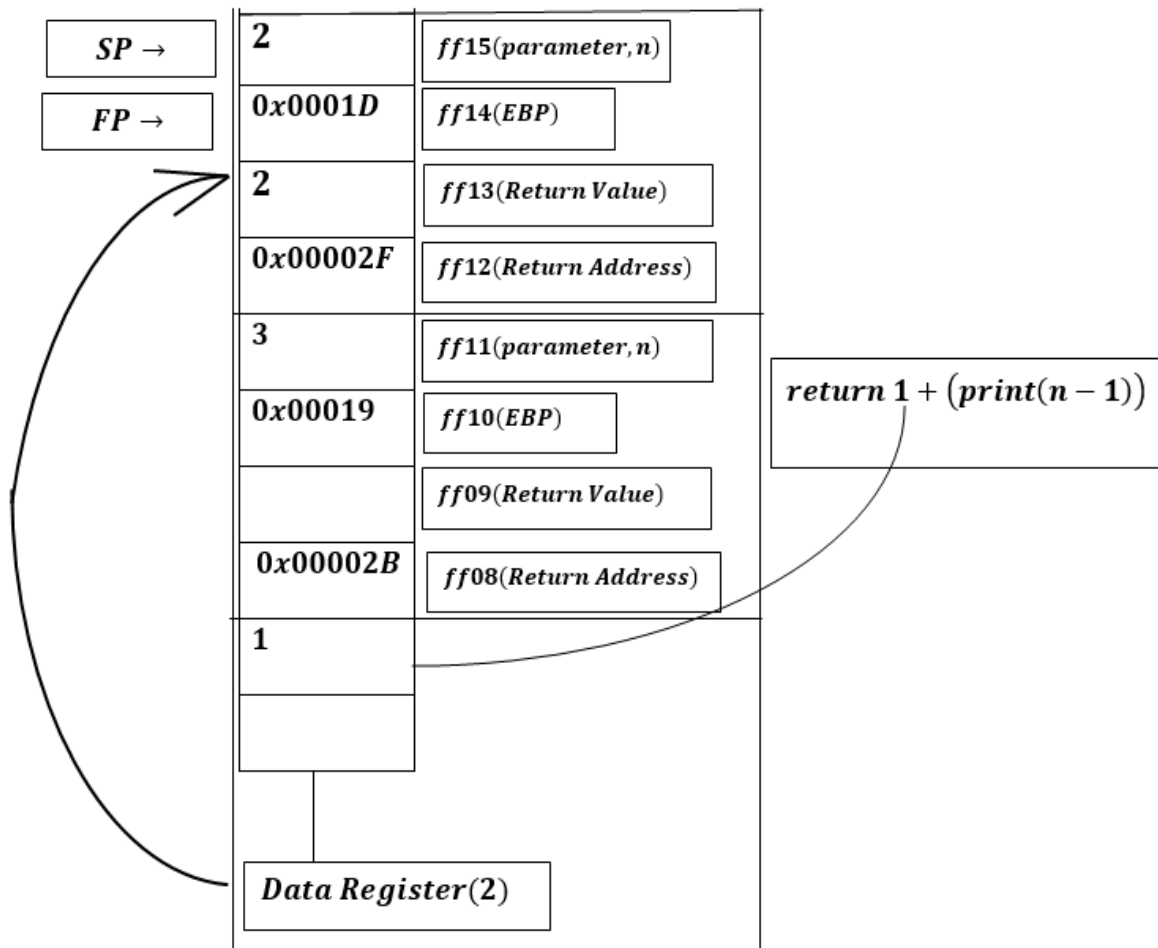 SP →
2
ff15(parameter, n)
FP →
0x0001D
ff14(EBP)
2
ff13(Return Value)
0x00002F
ff12(Return Address)
3
ff11(parameter, n)
0x00019
ff10(EBP)
return 1 + (print(n − 1))
ff09(Return Value)
0x00002B
ff08(Return Address)
1
Data Register(2)